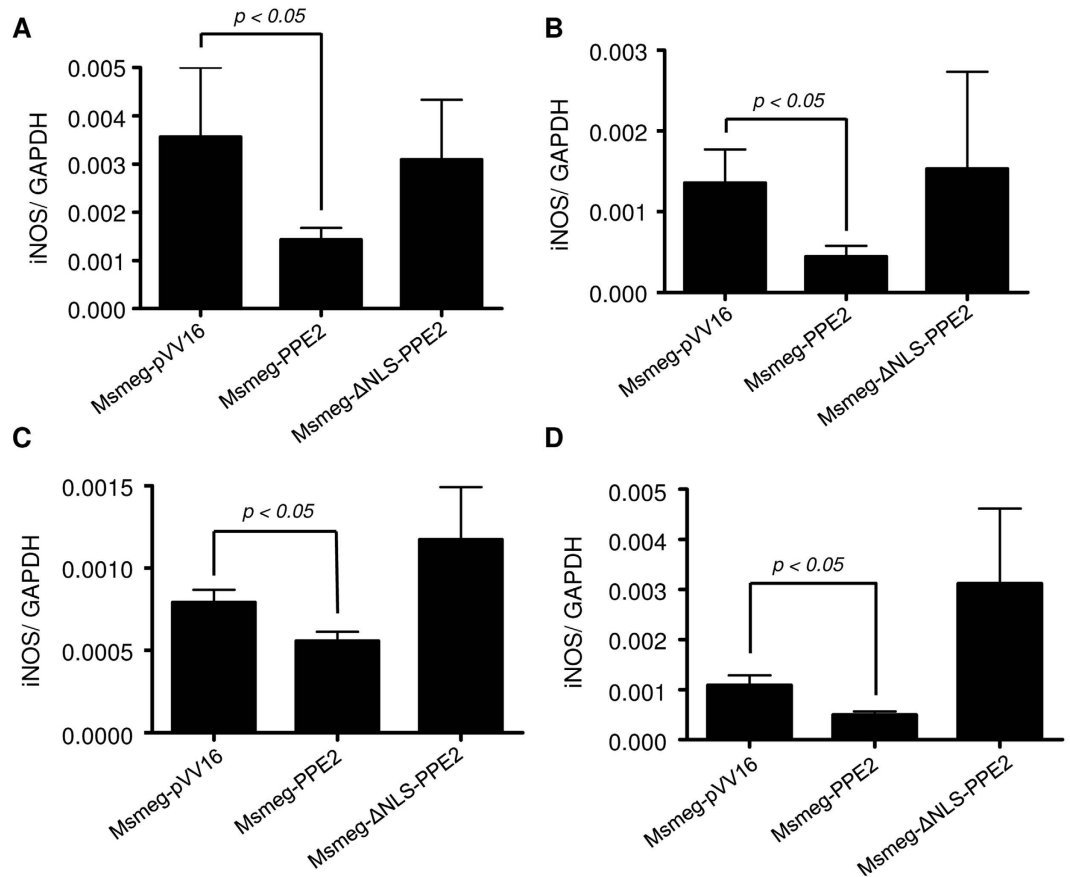 A
p < 0.05
iNOS/ GAPDH
0.005
0.004
0.003
0.002
0.001
0.000
Msmeg-pVV16
Msmeg-PPE2
Msmeg-ΔNLS-PPE2
B
p < 0.05
iNOS/ GAPDH
0.003
0.002
0.001
0.000
Msmeg-pVV16
Msmeg-PPE2
Msmeg-ΔNLS-PPE2
C
p < 0.05
iNOS/ GAPDH
0.0015
0.0010
0.0005
0.0000
Msmeg-pVV16
Msmeg-PPE2
Msmeg-ΔNLS-PPE2
D
p < 0.05
iNOS/ GAPDH
0.005
0.004
0.003
0.002
0.001
0.000
Msmeg-pVV16
Msmeg-PPE2
Msmeg-ΔNLS-PPE2